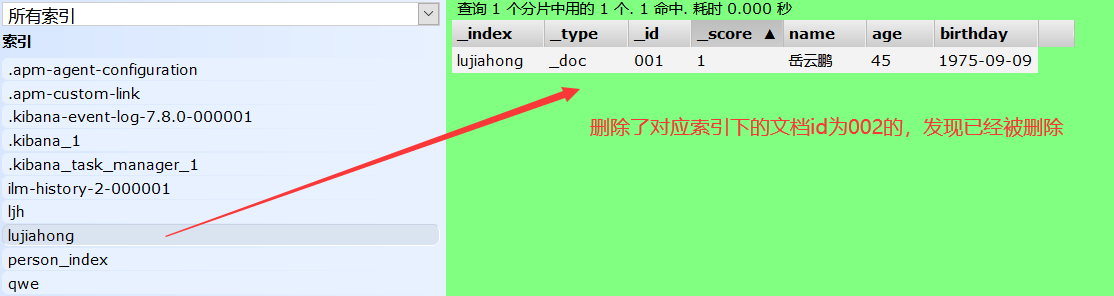 所有索引
索引
.apm-agent-configuration
.apm-custom-link
.kibana-event-log-7.8.0-000001
.kibana_1
.kibana_task_manager_1
ilm-history-2-000001
ljh
lujiahong
person_index
qwe
查询 1 个分片中用的 1 个. 1 命中. 耗时 0.000 秒
_index _type _id _score ▲ name age birthday
lujiahong _doc 001 1 岳云鹏 45 1975-09-09
删除了对应索引下的文档id为002的，发现已经被删除